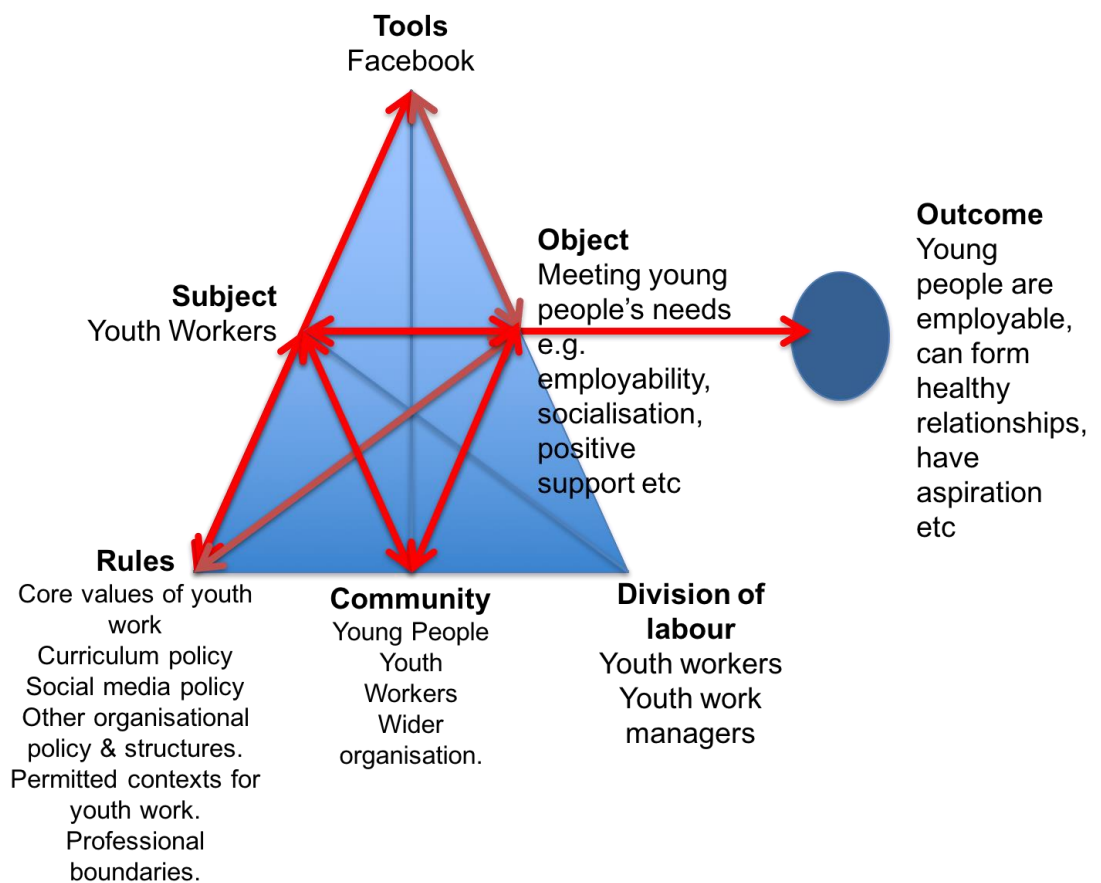 Tools
Facebook
Subject
Youth Workers
Object
Meeting young
people’s needs
e.g.
employability,
socialisation,
positive
support etc
Outcome
Young
people are
employable,
can form
healthy
relationships,
have
aspiration
etc
Rules
Core values of youth
work
Curriculum policy
Social media policy
Other organisational
policy & structures.
Permitted contexts for
youth work.
Professional
boundaries.
Community
Young People
Youth
Workers
Wider
organisation.
Division of
labour
Youth workers
Youth work
managers